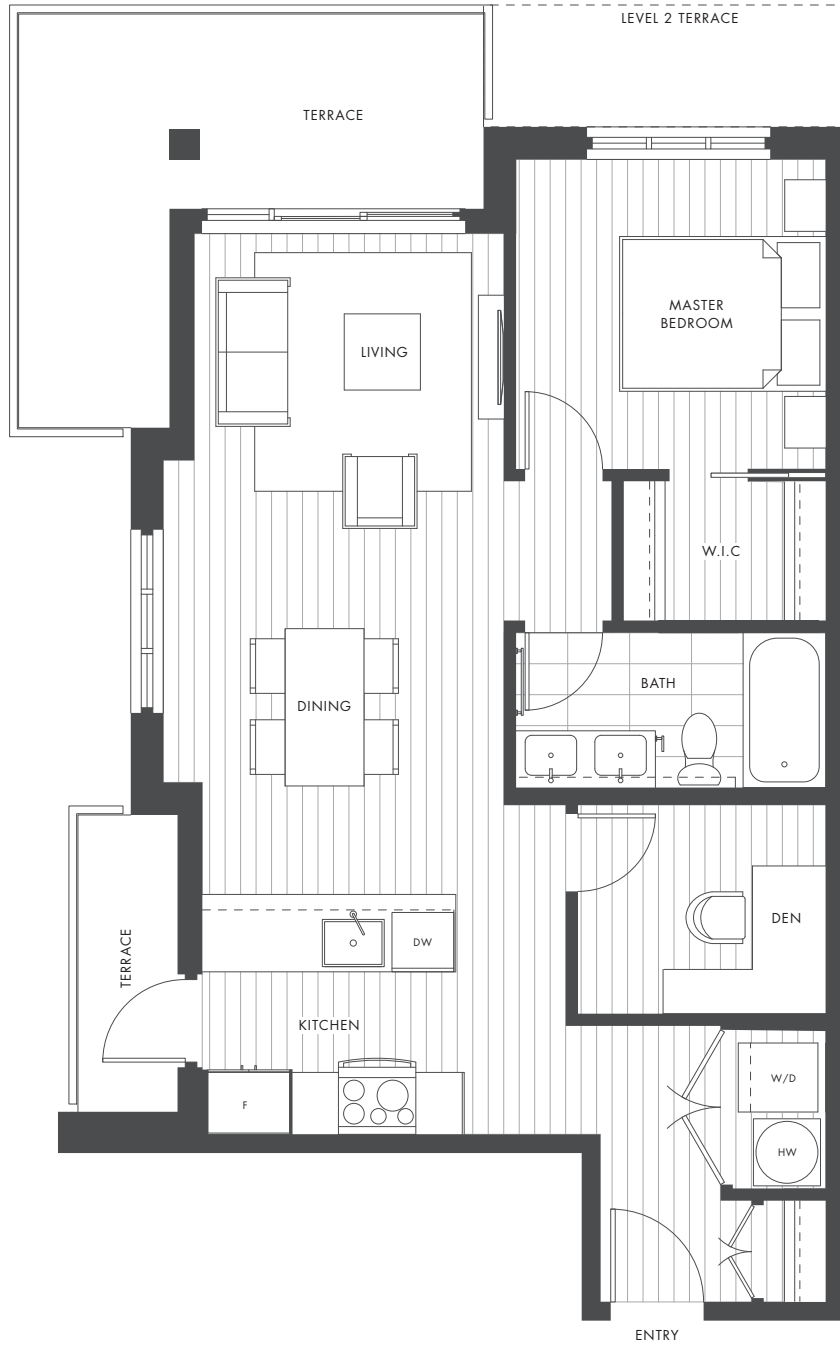 LEVEL 2 TERRACE
TERRACE
MASTER
BEDROOM
LIVING
W.I.C
BATH
DINING
DEN
DW
TERRACE
KITCHEN
W/D
F
HW
ENTRY